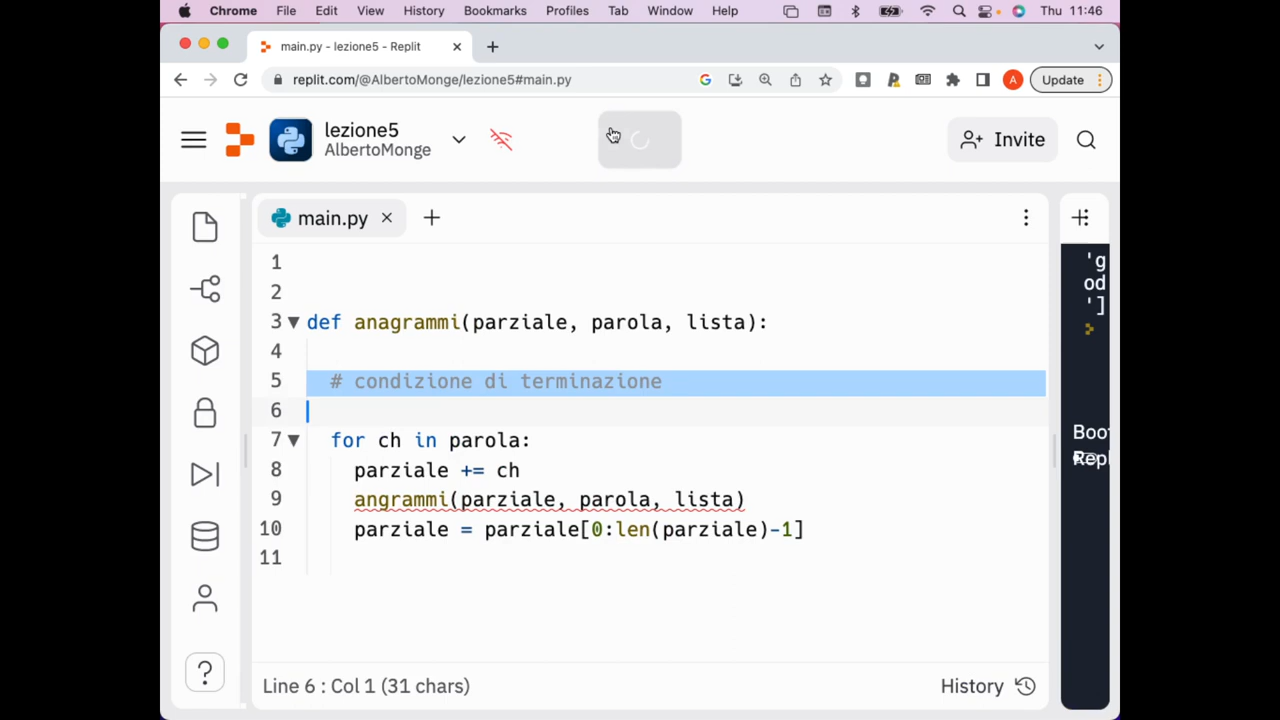 Chrome File Edit View History Bookmarks Profiles Tab Window Help Thu 11:46
main.py - lezione5 - Replit
replit.com/@AlbertoMonge/lezione5#main.py A Update
lezione5
AlbertoMonge
Invite
main.py
1
2
3 def anagrammi(parziale, parola, lista):
4
5 # condizione di terminazione
6
7 for ch in parola:
8 parziale += ch
9 angrammi(parziale, parola, lista)
10 parziale = parziale[0:len(parziale)-1]
11
'g
od
']
Boot
Repl
Line 6 : Col 1 (31 chars)
History